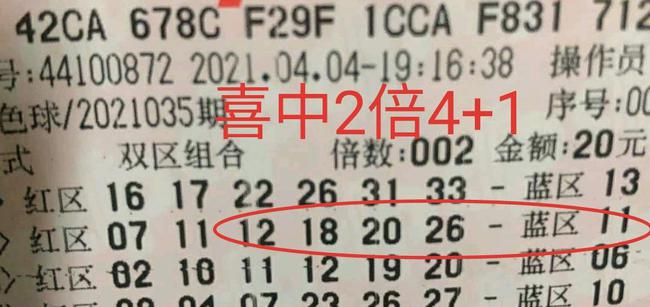 42CA 678C F29F 1CCA F831 712
号:44100872 2021.04.04-19:16:38 操作员
色球/2021035期 序号:00
喜中2倍4+1
式 双区组合 倍数:002 金额:20元
红区 16 17 22 26 31 33 - 蓝区 13
> 红区 07 11 12 18 20 26 - 蓝区 11
> 红区 02 10 11 12 19 20 - 蓝区 06
10